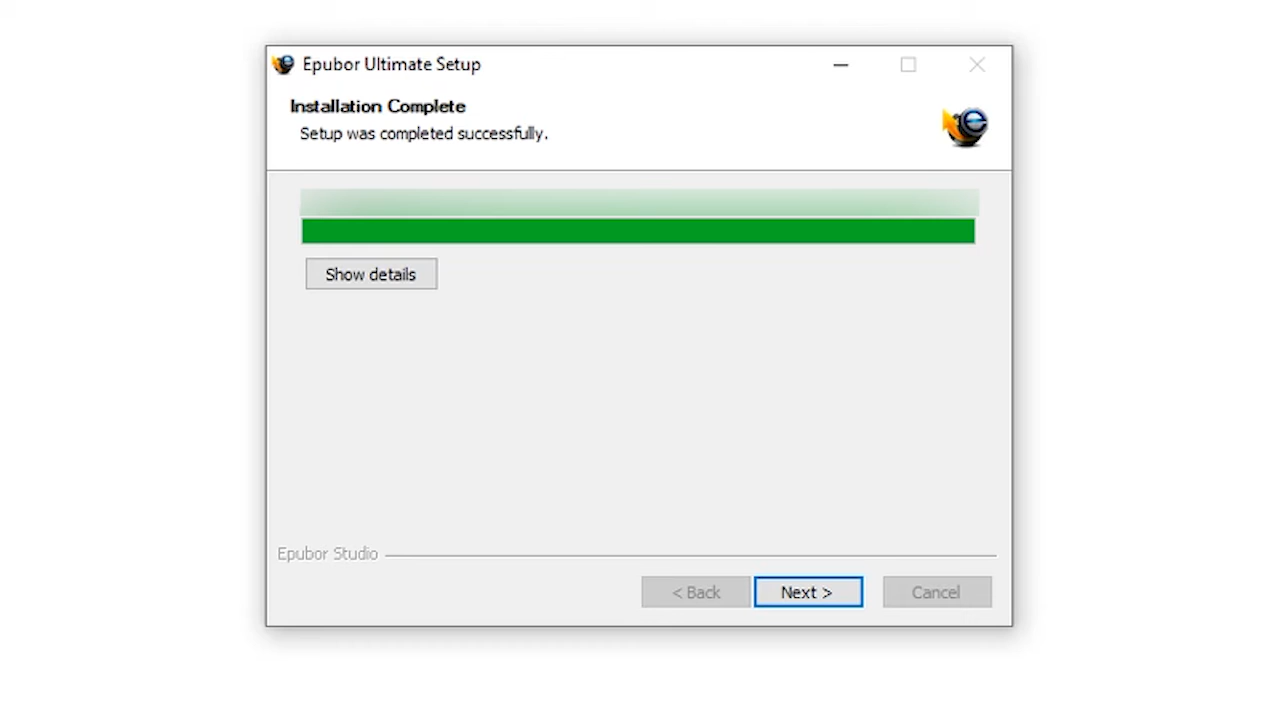 Epubor Ultimate Setup
Installation Complete
Setup was completed successfully.
Show details
Epubor Studio
< Back
Next >
Cancel